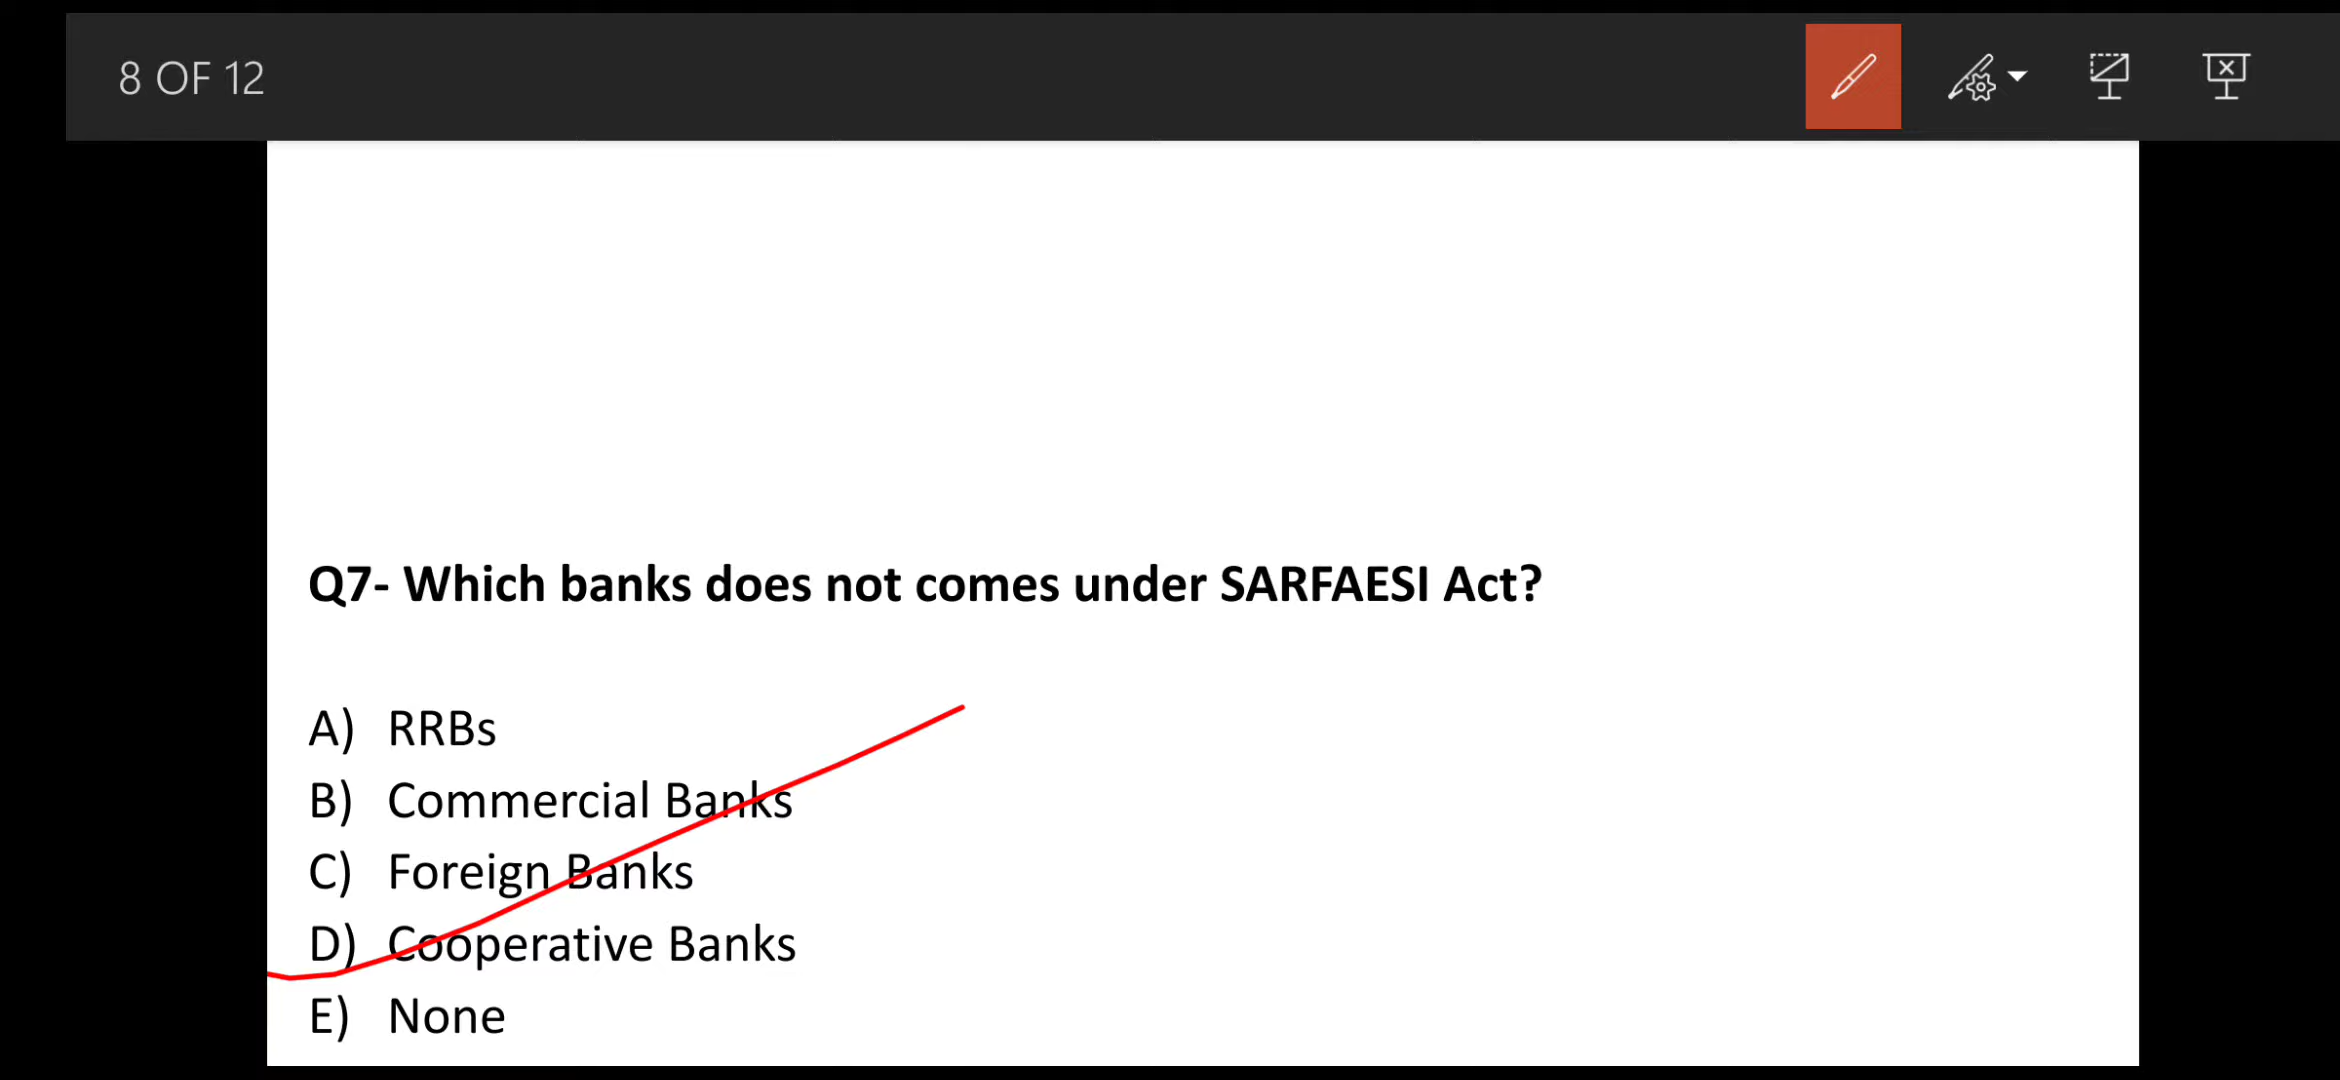 8 OF 12
Q7- Which banks does not comes under SARFAESI Act?
A) RRBs
B) Commercial Banks
C) Foreign Banks
D) Cooperative Banks
E) None